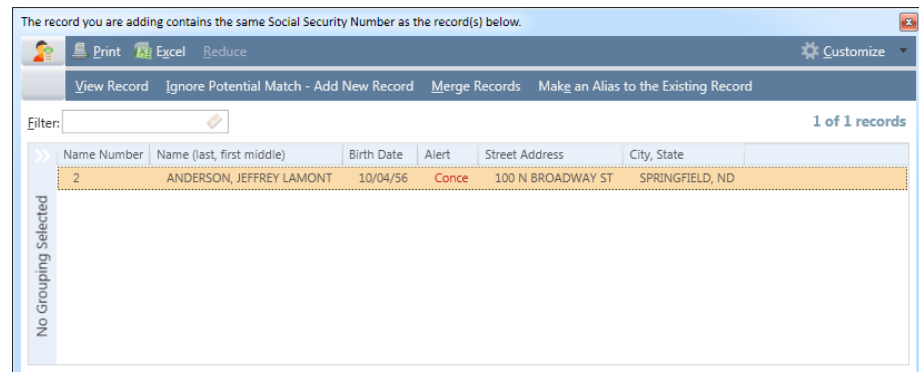 The record you are adding contains the same Social Security Number as the record(s) below.
Print Excel Reduce Customize
View Record Ignore Potential Match - Add New Record Merge Records Make an Alias to the Existing Record
Filter: 1 of 1 records
Name Number Name (last, first middle) Birth Date Alert Street Address City, State
2 ANDERSON, JEFFREY LAMONT 10/04/56 Conce 100 N BROADWAY ST SPRINGFIELD, ND
No Grouping Selected